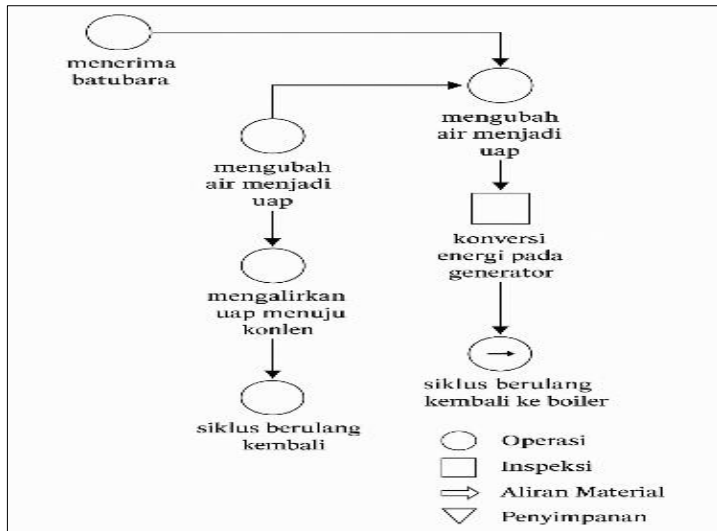 menerima
batubara
mengubah
air menjadi
uap
mengubah
air menjadi
uap
konversi
energi pada
generator
mengalirkan
uap menuju
konlen
siklus berulang
kembali ke boiler
siklus berulang
kembali
Operasi
Inspeksi
Aliran Material
Penyimpanan